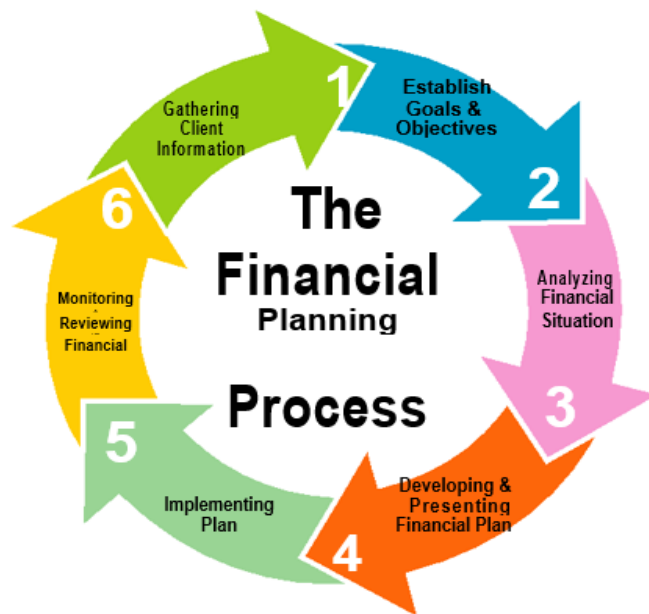 The
Financial
Planning
Process
1
Gathering
Client
Information
2
Establish
Goals &
Objectives
3
Analyzing
Financial
Situation
4
Developing &
Presenting
Financial Plan
5
Implementing
Plan
6
Monitoring
Reviewing
Financial